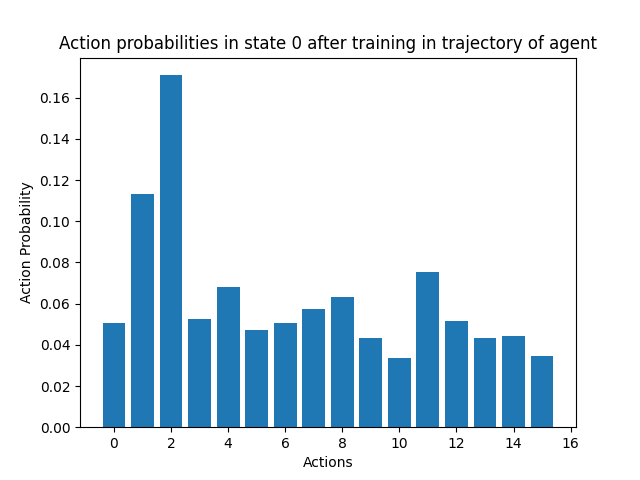 Action probabilities in state 0 after training in trajectory of agent
0.16
0.14
0.12
0.10
0.08
0.06
0.04
0.02
0.00
Action Probability
0 2 4 6 8 10 12 14 16
Actions